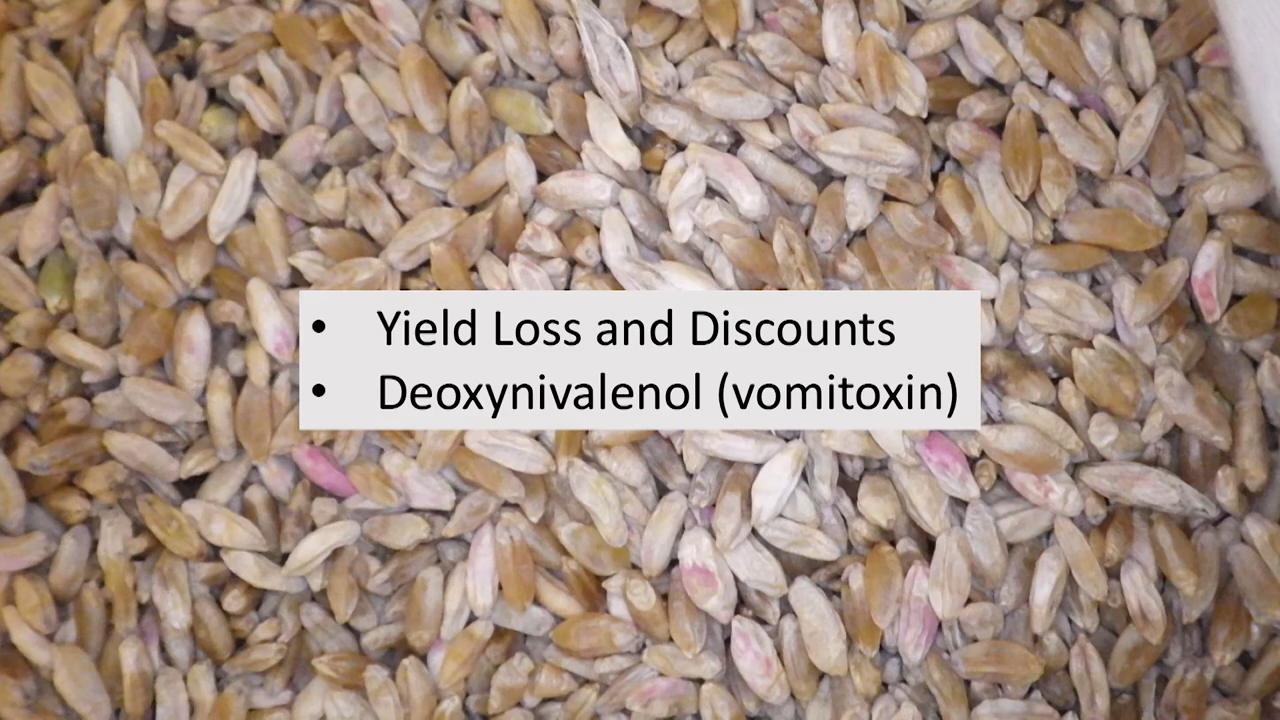 • Yield Loss and Discounts
• Deoxynivalenol (vomitoxin)